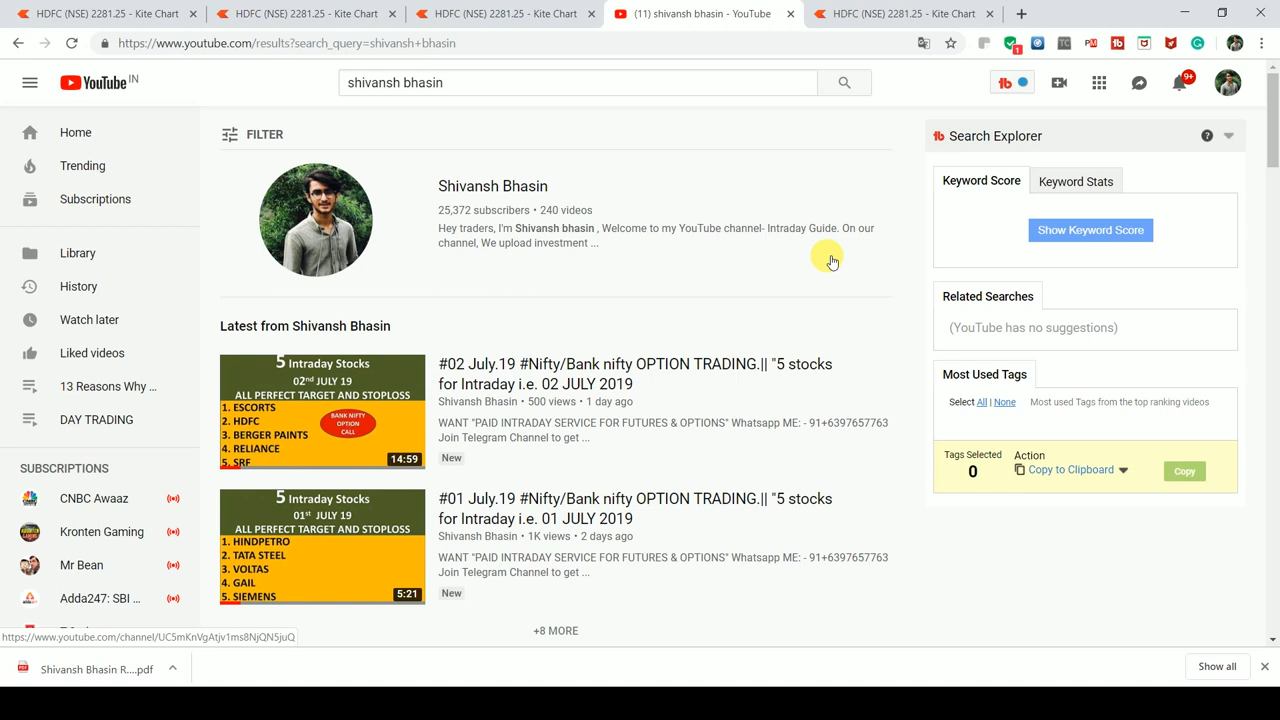 HDFC (NSE) 2281.25 - Kite Chart
HDFC (NSE) 2281.25 - Kite Chart
HDFC (NSE) 2281.25 - Kite Chart
(11) shivansh bhasin - YouTube
HDFC (NSE) 2281.25 - Kite Chart
https://www.youtube.com/results?search_query=shivansh+bhasin
1
TC
PM
tb
YouTube IN
shivansh bhasin
tb
9+
Home
Trending
Subscriptions
Library
History
Watch later
Liked videos
13 Reasons Why ...
DAY TRADING
SUBSCRIPTIONS
CNBC Awaaz
Kronten Gaming
Mr Bean
Adda247: SBI ...
FILTER
Shivansh Bhasin
25,372 subscribers • 240 videos
Hey traders, I'm Shivansh bhasin , Welcome to my YouTube channel- Intraday Guide. On our
channel, We upload investment ...
Latest from Shivansh Bhasin
5 Intraday Stocks
02nd JULY 19
ALL PERFECT TARGET AND STOPLOSS
1. ESCORTS
2. HDFC
3. BERGER PAINTS
4. RELIANCE
5. SRF
BANK NIFTY
OPTION
CALL
14:59
#02 July.19 #Nifty/Bank nifty OPTION TRADING.|| "5 stocks
for Intraday i.e. 02 JULY 2019
Shivansh Bhasin • 500 views • 1 day ago
WANT "PAID INTRADAY SERVICE FOR FUTURES & OPTIONS" Whatsapp ME: - 91+6397657763
Join Telegram Channel to get ...
New
5 Intraday Stocks
01st JULY 19
ALL PERFECT TARGET AND STOPLOSS
1. HINDPETRO
2. TATA STEEL
3. VOLTAS
4. GAIL
5. SIEMENS
5:21
#01 July.19 #Nifty/Bank nifty OPTION TRADING.|| "5 stocks
for Intraday i.e. 01 JULY 2019
Shivansh Bhasin • 1K views • 2 days ago
WANT "PAID INTRADAY SERVICE FOR FUTURES & OPTIONS" Whatsapp ME: - 91+6397657763
Join Telegram Channel to get ...
New
+8 MORE
tb Search Explorer
Keyword Score
Keyword Stats
Show Keyword Score
Related Searches
(YouTube has no suggestions)
Most Used Tags
Select All | None
Most used Tags from the top ranking videos
Tags Selected
0
Action
Copy to Clipboard
Copy
https://www.youtube.com/channel/UC5mKnVgAtjv1ms8NjQN5juQ
Shivansh Bhasin R....pdf
Show all